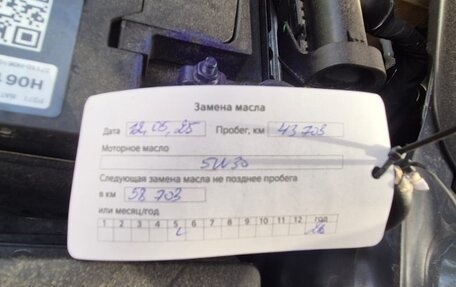 Замена масла
Дата 12,05,25 Пробег, км 43 703
Моторное масло
5W30
Следующая замена масла не позднее пробега
в км 58 703
или месяц/год
1 2 3 4 5 6 7 8 9 10 11 12 год
26